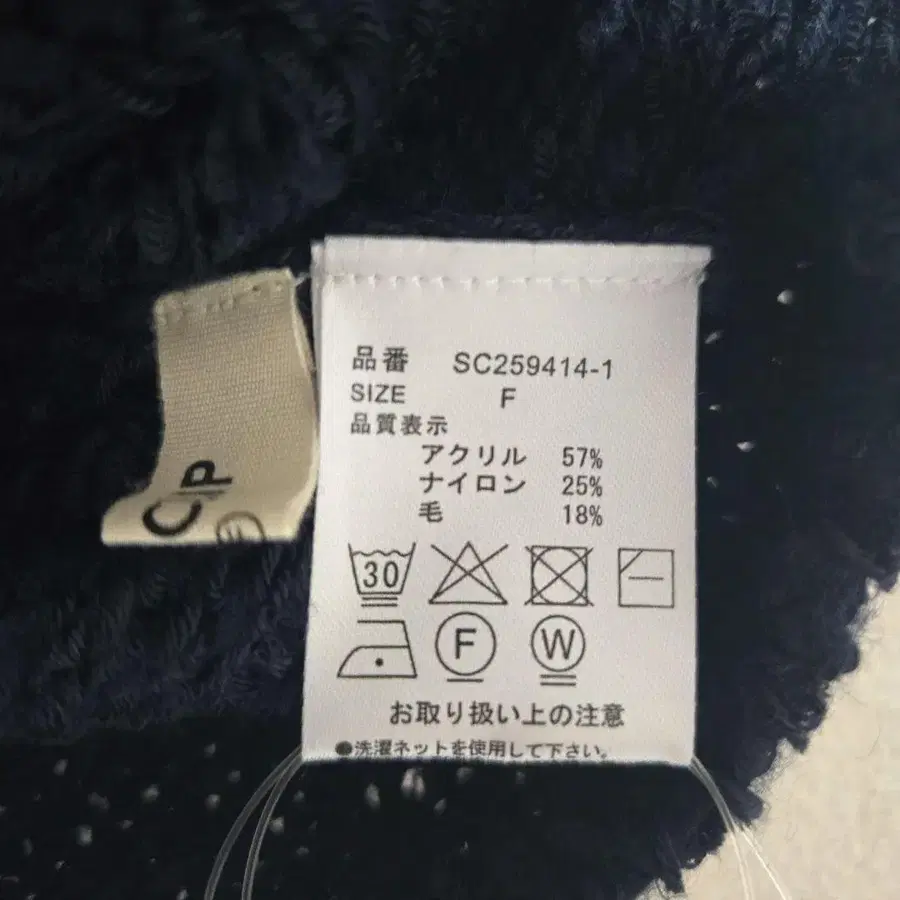 品番 SC259414-1
SIZE F
品質表示
アクリル 57%
ナイロン 25%
毛 18%
30
F
W
お取り扱い上の注意
●洗濯ネットを使用して下さい。